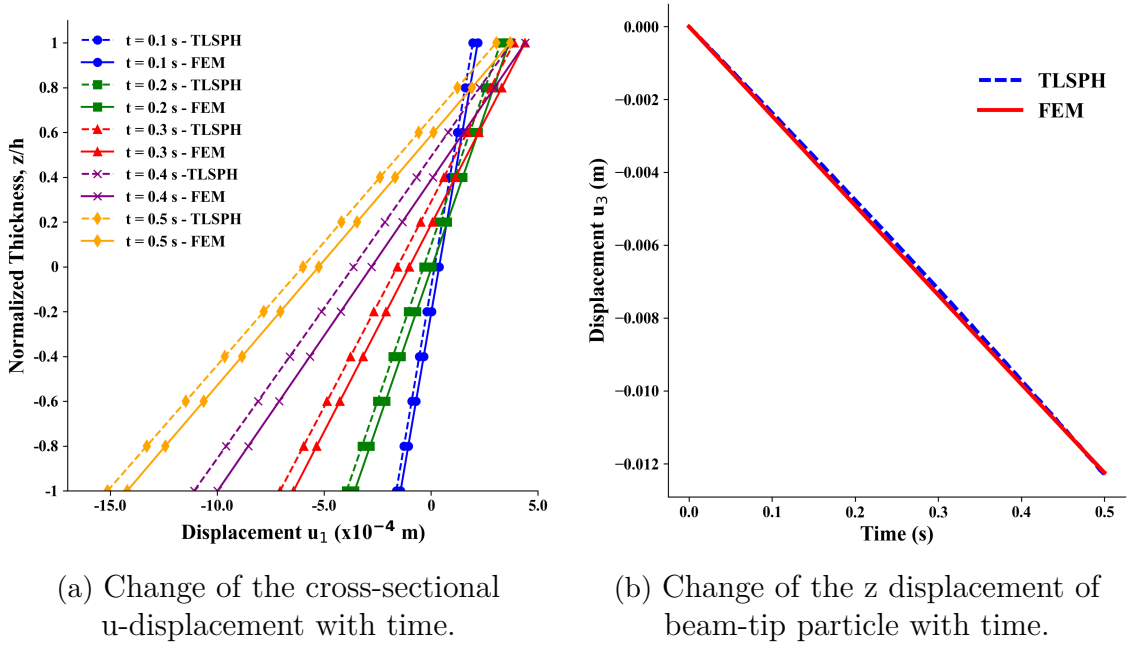 t = 0.1 s - TLSPH
t = 0.1 s - FEM
t = 0.2 s - TLSPH
t = 0.2 s - FEM
t = 0.3 s - TLSPH
t = 0.3 s - FEM
t = 0.4 s -TLSPH
t = 0.4 s - FEM
t = 0.5 s - TLSPH
t = 0.5 s - FEM
Normalized Thickness, z/h
1
0.8
0.6
0.4
0.2
0
-0.2
-0.4
-0.6
-0.8
-1
-15.0 -10.0 -5.0 0 5.0
Displacement u₁ (x10⁻⁴ m)
(a) Change of the cross-sectional
u-displacement with time.
TLSPH
FEM
Displacement u₃ (m)
0.000
−0.002
−0.004
−0.006
−0.008
−0.010
−0.012
0.0 0.1 0.2 0.3 0.4 0.5
Time (s)
(b) Change of the z displacement of
beam-tip particle with time.